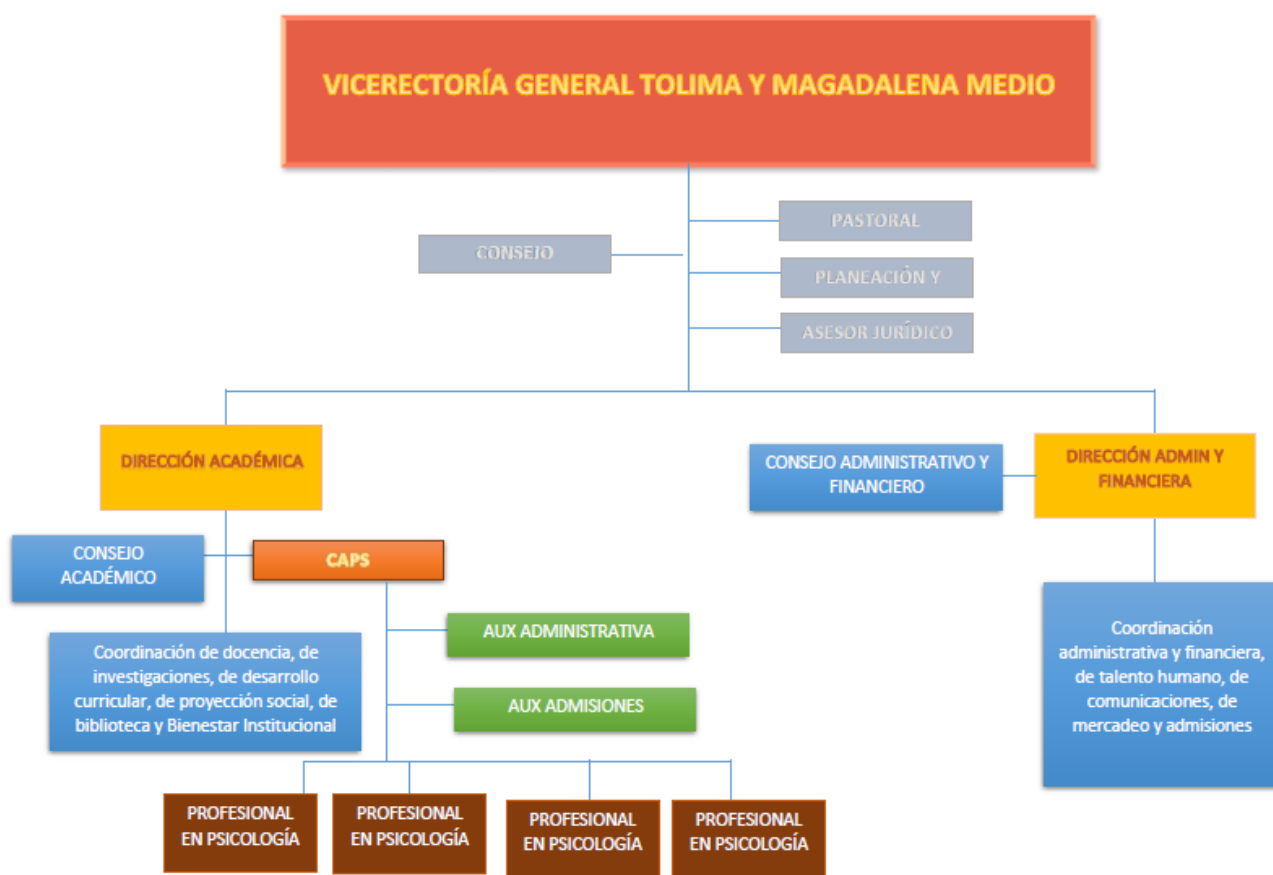 VICERECTORÍA GENERAL TOLIMA Y MAGADALENA MEDIO
PASTORAL
CONSEJO
PLANEACIÓN Y
ASESOR JURÍDICO
DIRECCIÓN ACADÉMICA
CONSEJO ADMINISTRATIVO Y
FINANCIERO
DIRECCIÓN ADMIN Y
FINANCIERA
CONSEJO
ACADÉMICO
CAPS
AUX ADMINISTRATIVA
Coordinación de docencia, de
investigaciones, de desarrollo
curricular, de proyección social, de
biblioteca y Bienestar Institucional
AUX ADMISIONES
Coordinación
administrativa y financiera,
de talento humano, de
comunicaciones, de
mercadeo y admisiones
PROFESIONAL
EN PSICOLOGÍA
PROFESIONAL
EN PSICOLOGÍA
PROFESIONAL
EN PSICOLOGÍA
PROFESIONAL
EN PSICOLOGÍA